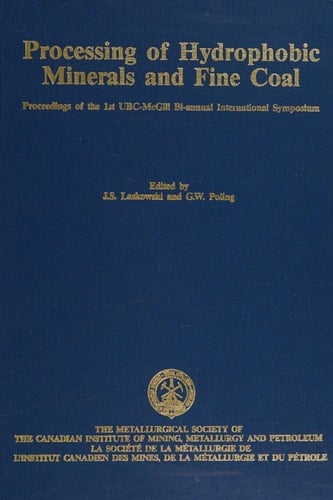 Processing of Hydrophobic
Minerals and Fine Coal
Proceedings of the 1st UBC-McGill Bi-annual International Symposium
Edited by
J.S. Laskowski and G.W. Poling
THE METALLURGICAL SOCIETY OF
THE CANADIAN INSTITUTE OF MINING, METALLURGY AND PETROLEUM
LA SOCIÉTÉ DE LA MÉTALLURGIE DE
L'INSTITUT CANADIEN DES MINES, DE LA MÉTALLURGIE ET DU PÉTROLE